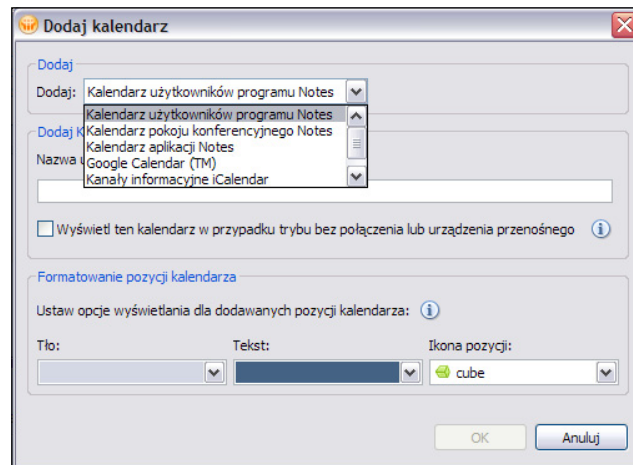 Dodaj kalendarz
Dodaj
Dodaj: Kalendarz użytkowników programu Notes
Kalendarz użytkowników programu Notes
Kalendarz pokoju konferencyjnego Notes
Kalendarz aplikacji Notes
Google Calendar (TM)
Kanały informacyjne iCalendar
Dodaj
Nazwa
Wyświetl ten kalendarz w przypadku trybu bez połączenia lub urządzenia przenośnego
Formatowanie pozycji kalendarza
Ustaw opcje wyświetlania dla dodawanych pozycji kalendarza:
Tło: Tekst: Ikona pozycji:
cube
OK Anuluj